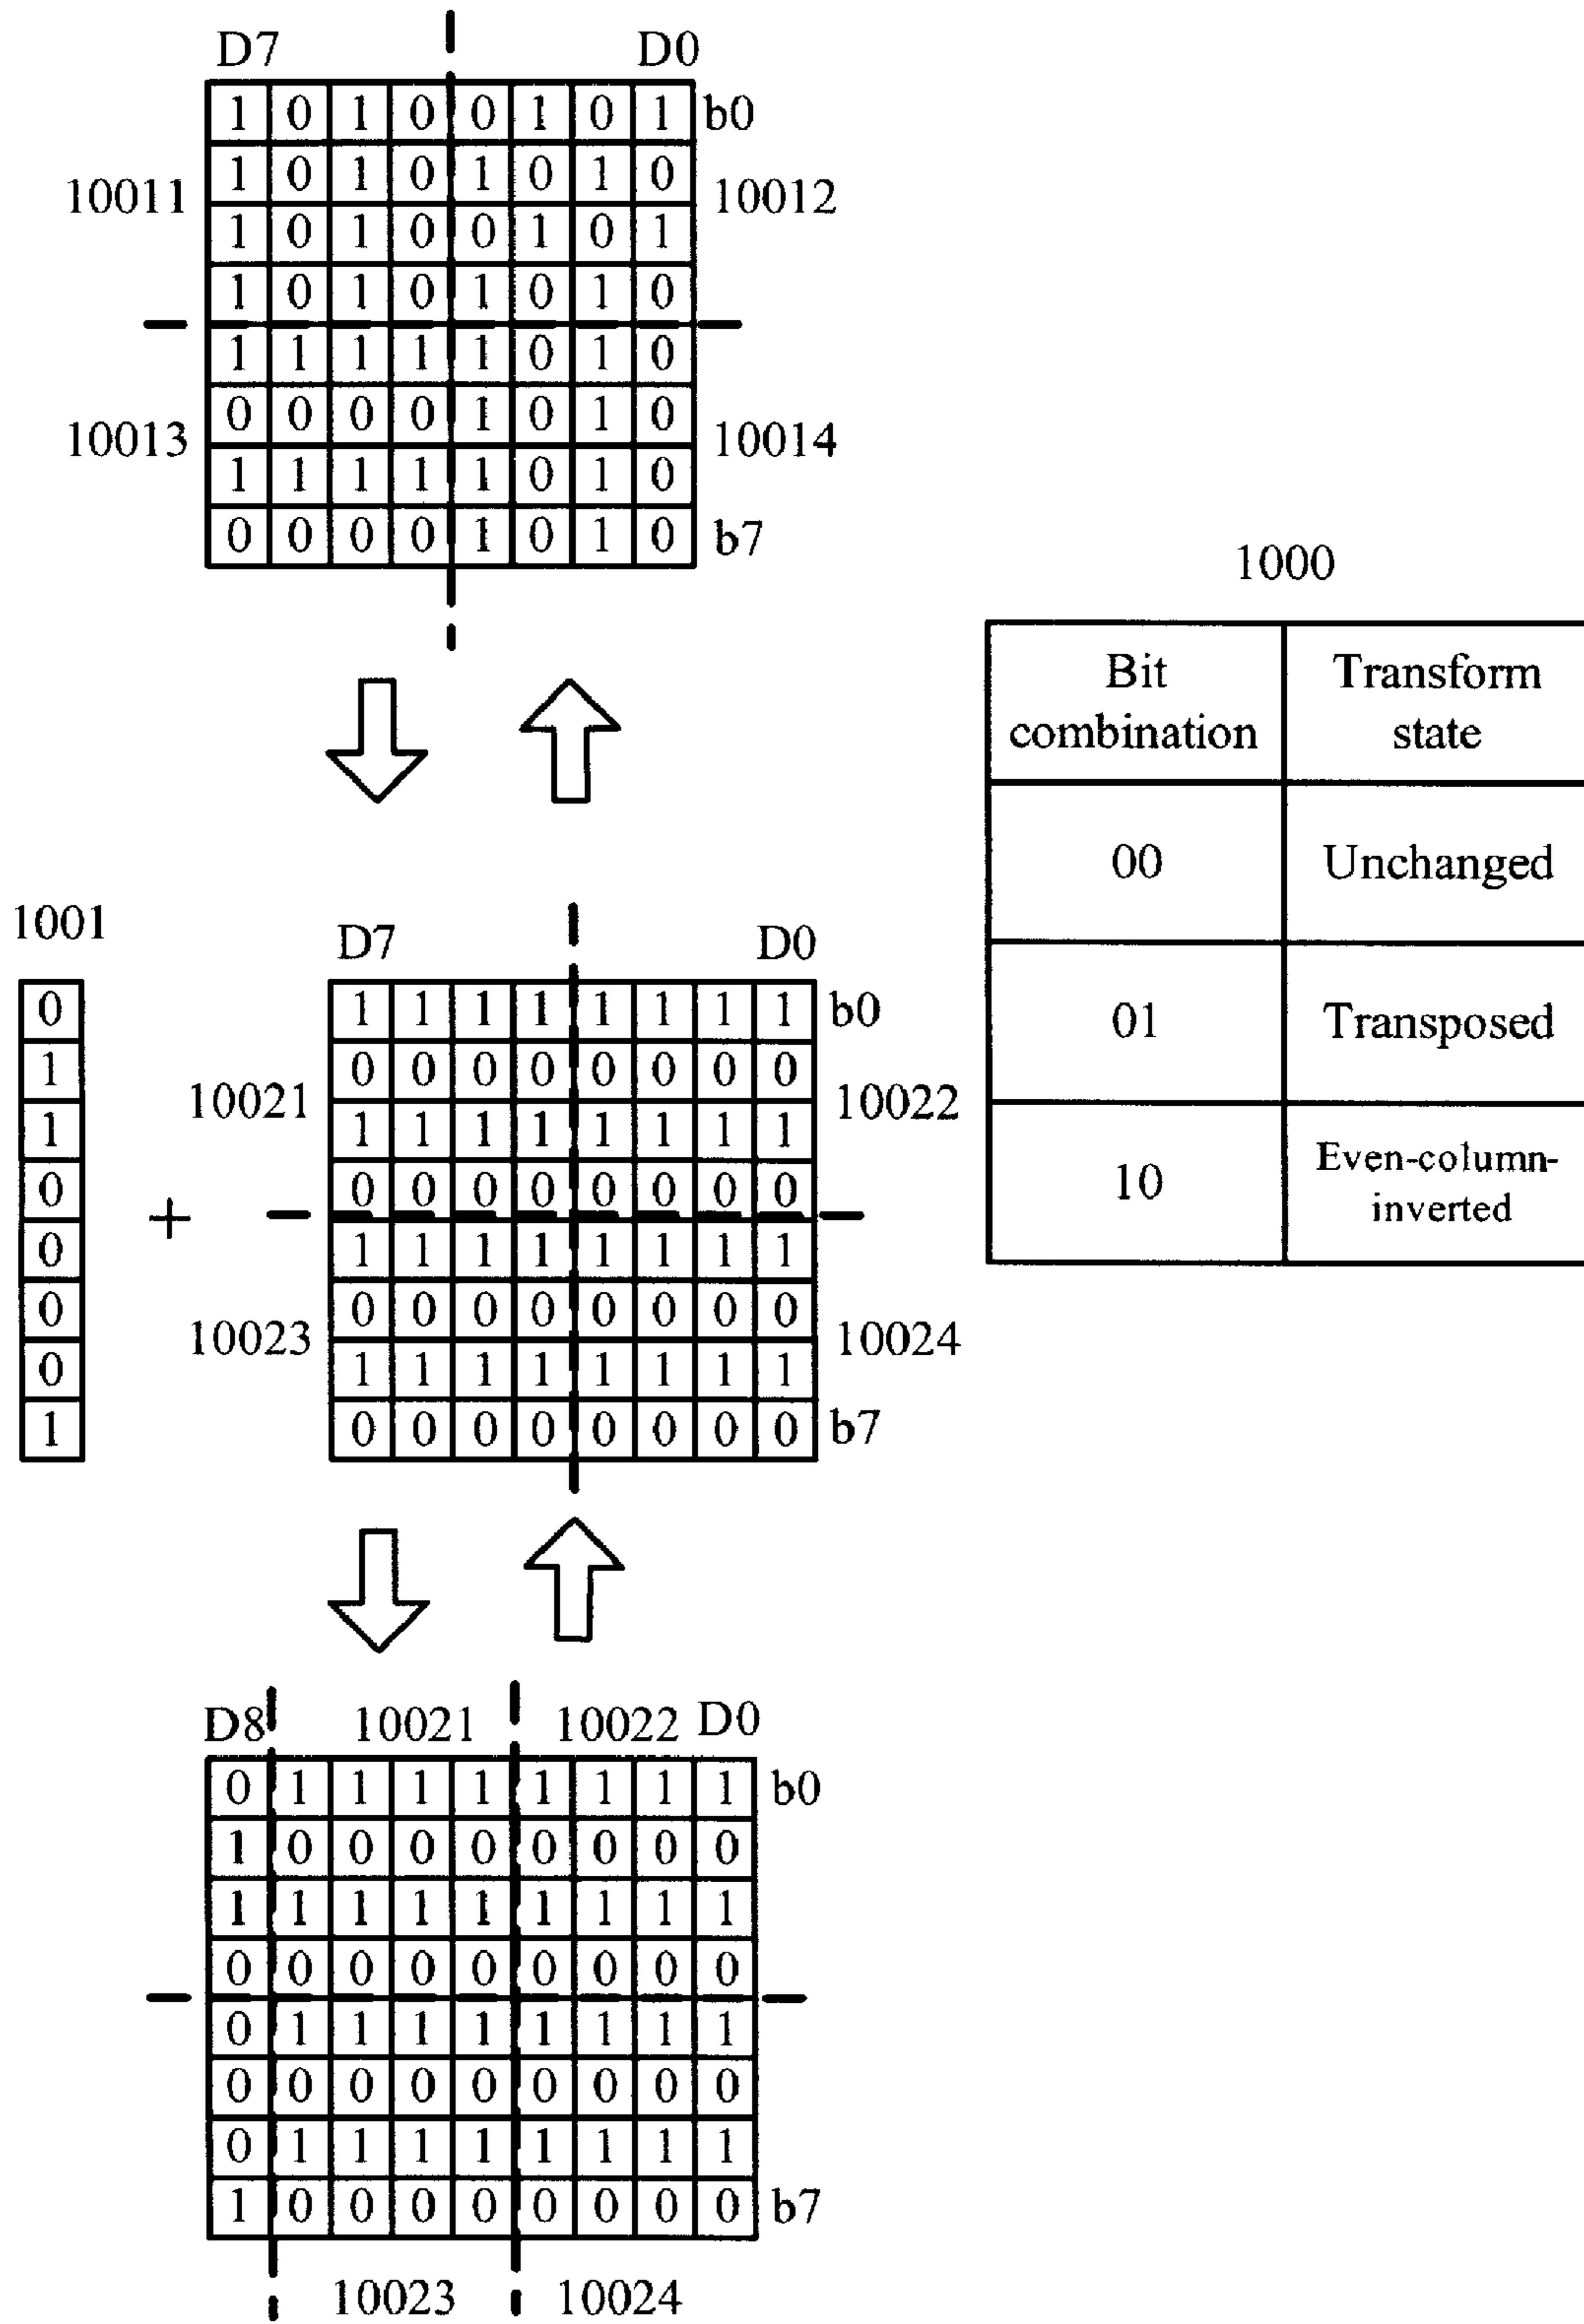 D7 D0
1 0 1 0 0 1 0 1 b0
1 0 1 0 1 0 1 0
10011 10012
1 0 1 0 0 1 0 1
1 0 1 0 1 0 1 0
1 1 1 1 1 0 1 0
0 0 0 0 1 0 1 0
10013 10014
1 1 1 1 1 0 1 0
0 0 0 0 1 0 1 0 b7
1000
Bit
combination
Transform
state
00 Unchanged
01 Transposed
10
Even-column-
inverted
1001
0
1
1
0
0
0
0
1
+
D7 D0
1 1 1 1 1 1 1 1 b0
0 0 0 0 0 0 0 0
10021 10022
1 1 1 1 1 1 1 1
0 0 0 0 0 0 0 0
1 1 1 1 1 1 1 1
0 0 0 0 0 0 0 0
10023 10024
1 1 1 1 1 1 1 1
0 0 0 0 0 0 0 0 b7
D8 10021 10022 D0
0 1 1 1 1 1 1 1 1 b0
1 0 0 0 0 0 0 0 0
1 1 1 1 1 1 1 1 1
0 0 0 0 0 0 0 0 0
0 1 1 1 1 1 1 1 1
0 0 0 0 0 0 0 0 0
0 1 1 1 1 1 1 1 1
1 0 0 0 0 0 0 0 0 b7
10023 10024